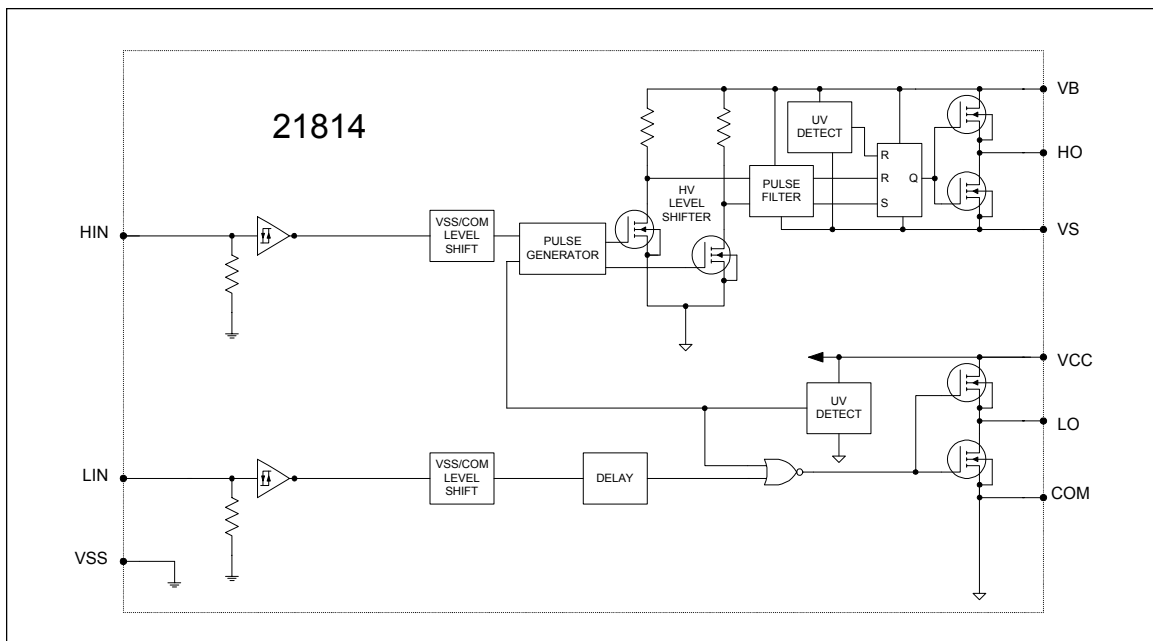 21814
VB
UV
DETECT
HO
R
R
Q
S
PULSE
FILTER
HV
LEVEL
SHIFTER
VS
HIN
VSS/COM
LEVEL
SHIFT
PULSE
GENERATOR
VCC
UV
DETECT
LO
LIN
VSS/COM
LEVEL
SHIFT
DELAY
COM
VSS